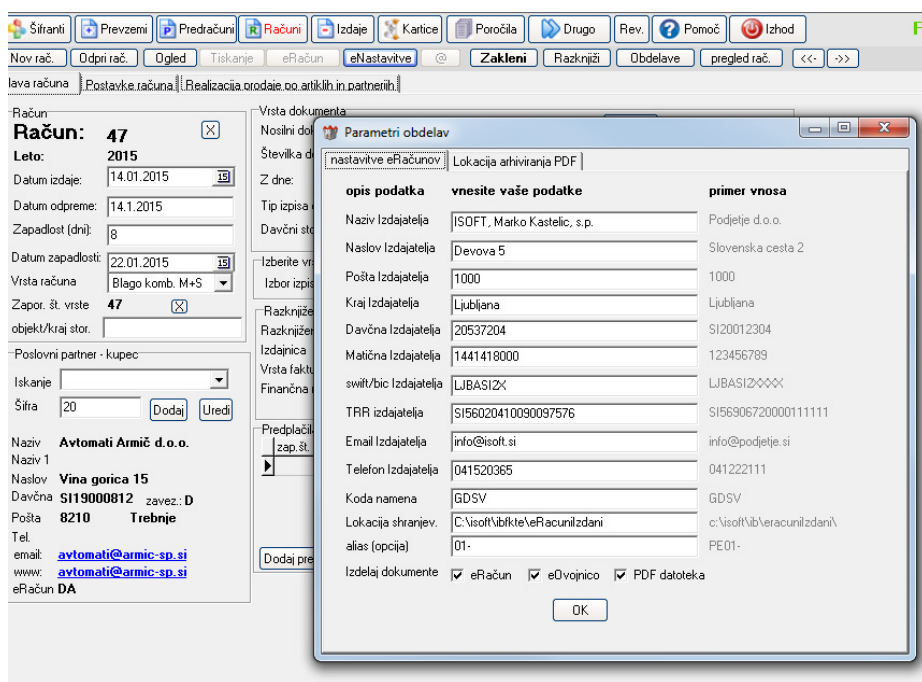 Šifranti Prevzemi Predračuni Računi Izdaje Kartice Poročila Drugo Rev. Pomoč Izhod
Nov rač. Odpri rač. Ogled Tiskanje eRačun eNastavitve @ Zakleni Razknjiži Obdelave pregled rač. <<- ->>
lava računa Postavke računa Realizacija prodaje po artiklih in partnerjih
Račun
Račun: 47 X
Leto: 2015
Datum izdaje: 14.01.2015 15
Datum odpreme: 14.1.2015
Zapadlost (dni): 8
Datum zapadlosti: 22.01.2015 15
Vrsta računa Blago komb. M+S
Zapor. št. vrste 47 X
objekt/kraj stor.
Poslovni partner - kupec
Iskanje
Šifra 20 Dodaj Uredi
Naziv Avtomati Armič d.o.o.
Naziv 1
Naslov Vina gorica 15
Davčna SI19000812 zavez.: D
Pošta 8210 Trebnje
Tel.
email: avtomati@armic-sp.si
www: avtomati@armic-sp.si
eRačun DA
Vrsta dokumenta
Nosilni dok
Številka d
Z dne:
Tip izpisa
Davčni sto
Izberite vrs
Izbor izpis
Razknjiže
Razknjižen
Izdajnica
Vrsta faktu
Finančna
Predplačil
zap.št.
Dodaj pre
Parametri obdelav
nastavitve eRačunov Lokacija arhiviranja PDF
opis podatka vnesite vaše podatke primer vnosa
Naziv Izdajatelja ISOFT, Marko Kastelic, s.p. Podjetje d.o.o.
Naslov Izdajatelja Devova 5 Slovenska cesta 2
Pošta Izdajatelja 1000 1000
Kraj Izdajatelja Ljubljana Ljubljana
Davčna Izdajatelja 20537204 SI20012304
Matična Izdajatelja 1441418000 123456789
swift/bic Izdajatelja LJBASI2X LJBASI2XXXX
TRR izdajatelja SI56020410090097576 SI56906720000111111
Email Izdajatelja info@isoft.si info@podjetje.si
Telefon Izdajatelja 041520365 041222111
Koda namena GDSV GDSV
Lokacija shranjev. C:\isoft\ibfkte\eRacuniIzdani c:\isoft\ib\eracuniIzdani\
alias (opcija) 01- PE01-
Izdelaj dokumente eRačun eOvojnico PDF datoteka
OK